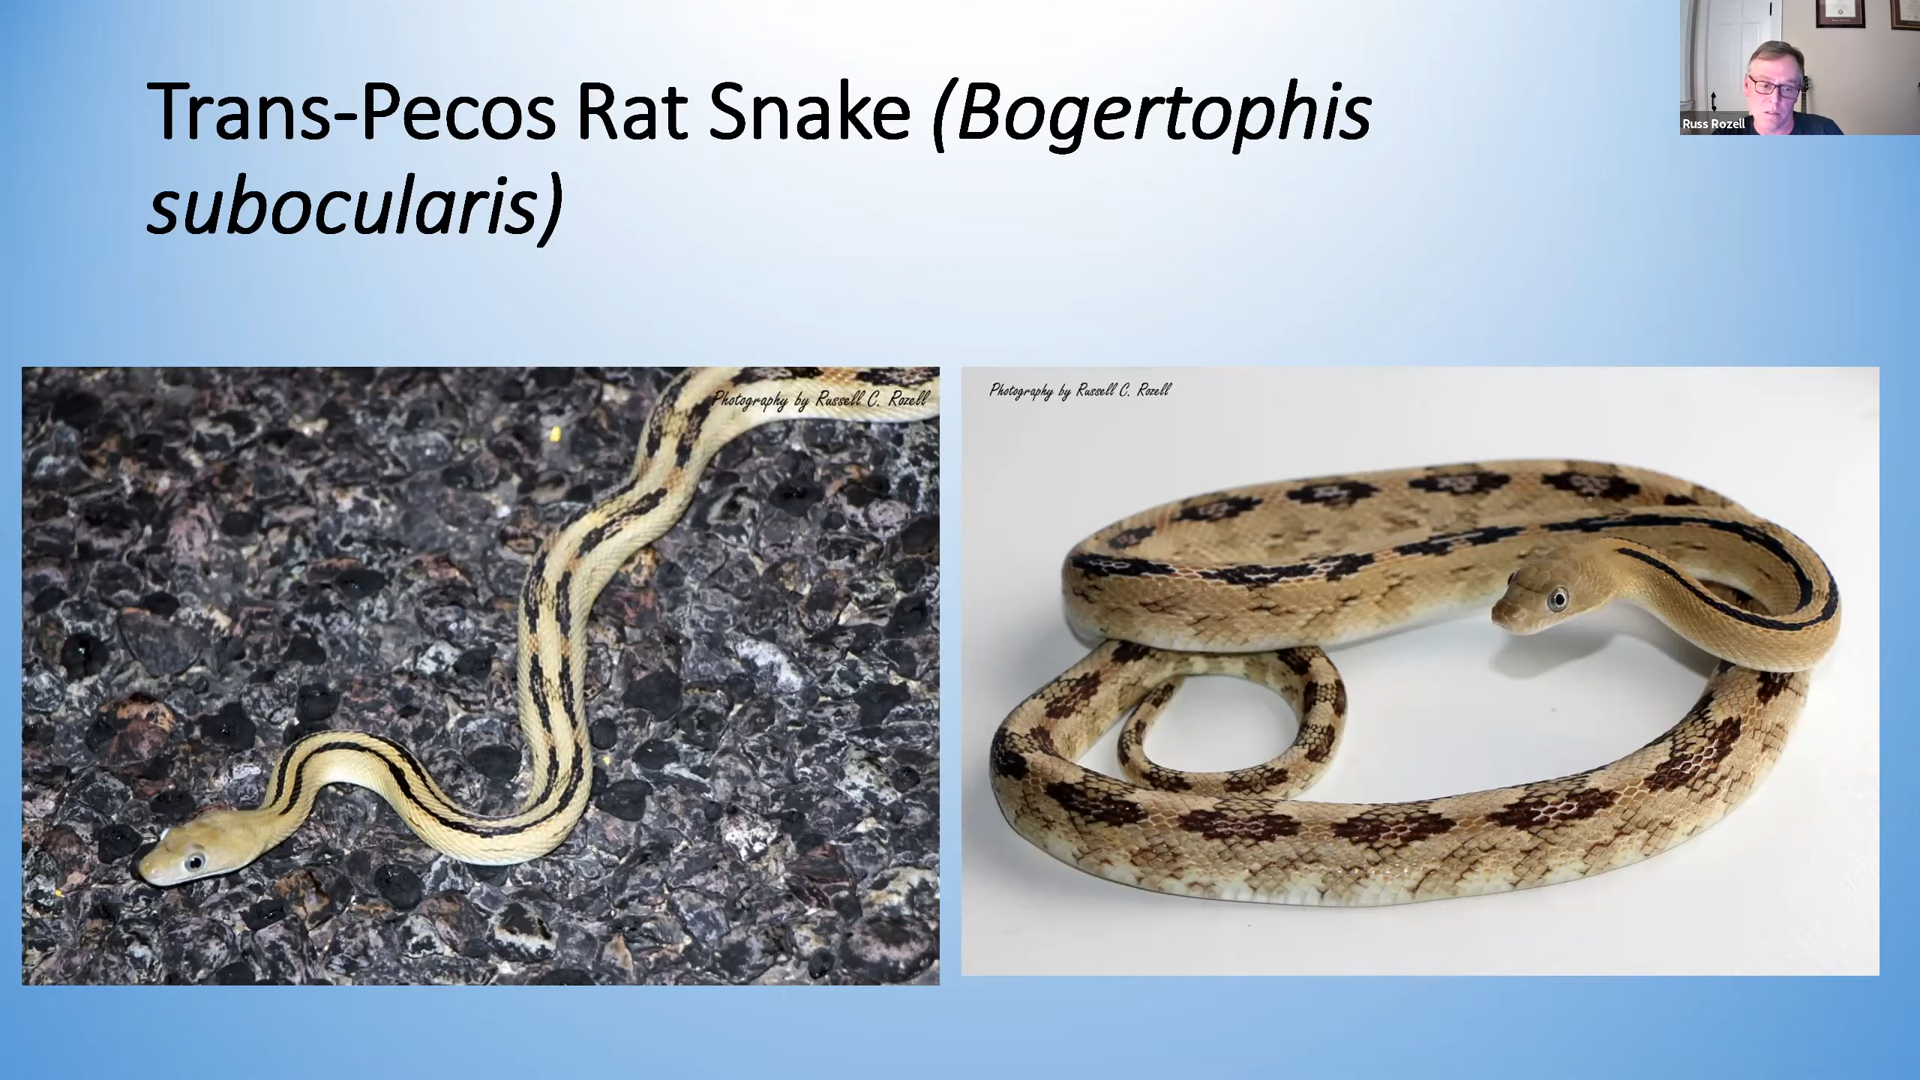 Trans-Pecos Rat Snake (Bogertophis
subocularis)
Russ Rozell
Photography by Russell C. Rozell
Photography by Russell C. Rozell